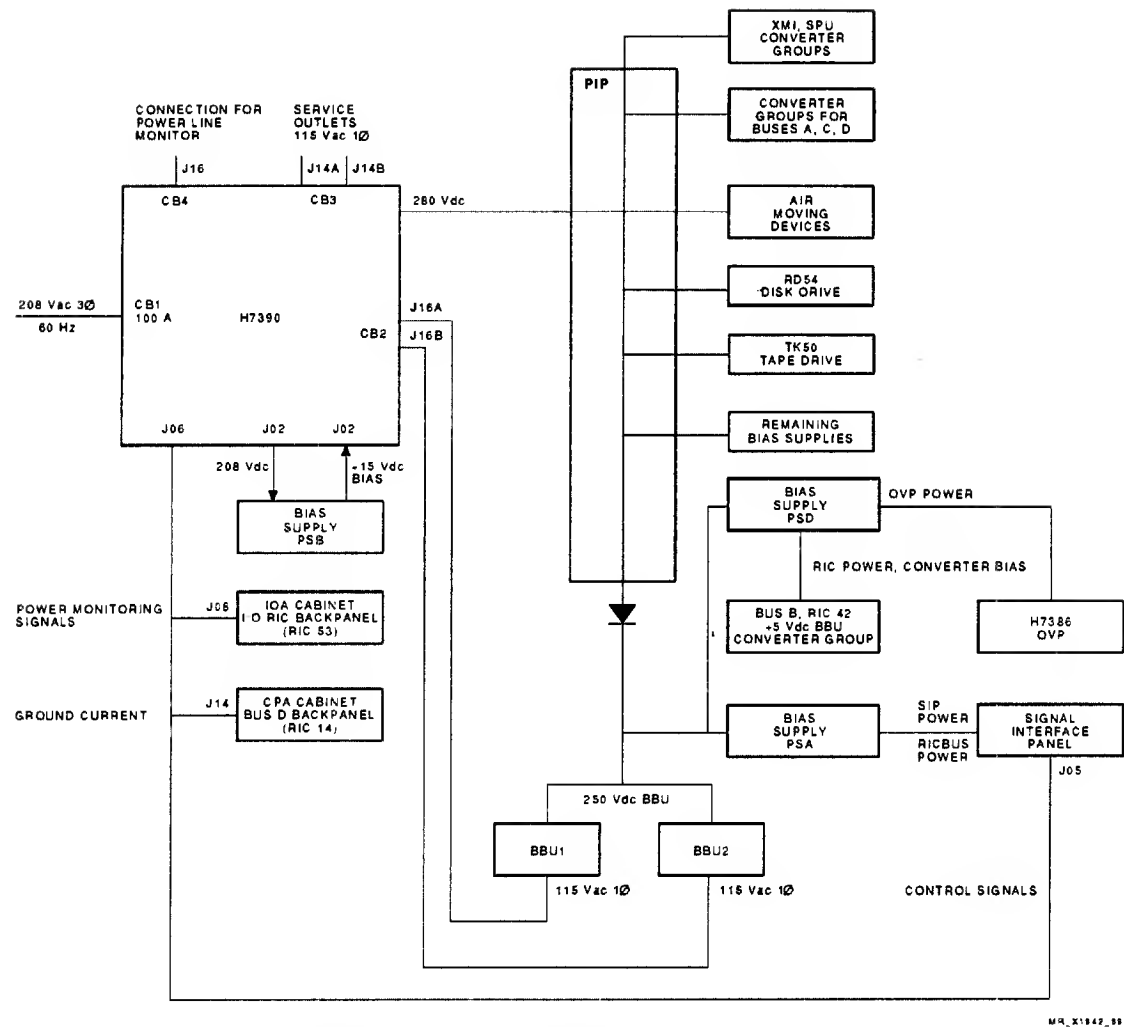 XMI, SPU
CONVERTER
GROUPS
PIP
CONVERTER
GROUPS FOR
BUSES A, C, D
CONNECTION FOR
POWER LINE
MONITOR
SERVICE
OUTLETS
115 Vac 1Ø
J16
J14A
J14B
CB4
CB3
280 Vdc
AIR
MOVING
DEVICES
208 Vac 3Ø
60 Hz
CB1
100 A
H7390
CB2
J16A
J16B
RD54
DISK DRIVE
TK50
TAPE DRIVE
REMAINING
BIAS SUPPLIES
J06
J02
J02
208 Vdc
+15 Vdc
BIAS
BIAS
SUPPLY
PSB
BIAS
SUPPLY
PSD
OVP POWER
RIC POWER, CONVERTER BIAS
POWER MONITORING
SIGNALS
J06
IOA CABINET
I-O RIC BACKPANEL
(RIC 53)
BUS B, RIC 42
+5 Vdc BBU
CONVERTER GROUP
H7386
OVP
GROUND CURRENT
J14
CPA CABINET
BUS D BACKPANEL
(RIC 14)
BIAS
SUPPLY
PSA
SIP
POWER
RICBUS
POWER
SIGNAL
INTERFACE
PANEL
J05
250 Vdc BBU
BBU1
BBU2
115 Vac 1Ø
115 Vac 1Ø
CONTROL SIGNALS